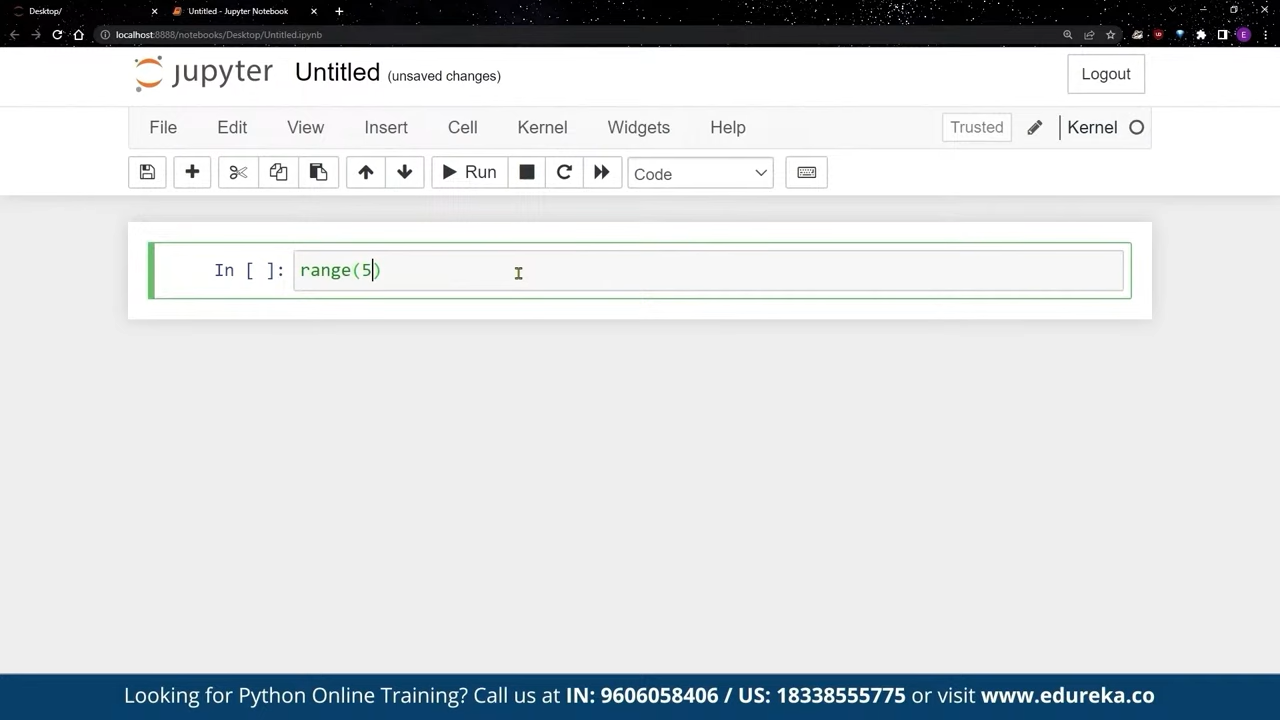 Desktop/
Untitled - Jupyter Notebook
localhost:8888/notebooks/Desktop/Untitled.ipynb
E
jupyter Untitled (unsaved changes)
Logout
File Edit View Insert Cell Kernel Widgets Help
Trusted Kernel
Run Code
In [ ]: range(5)
Looking for Python Online Training? Call us at IN: 9606058406 / US: 18338555775 or visit www.edureka.co